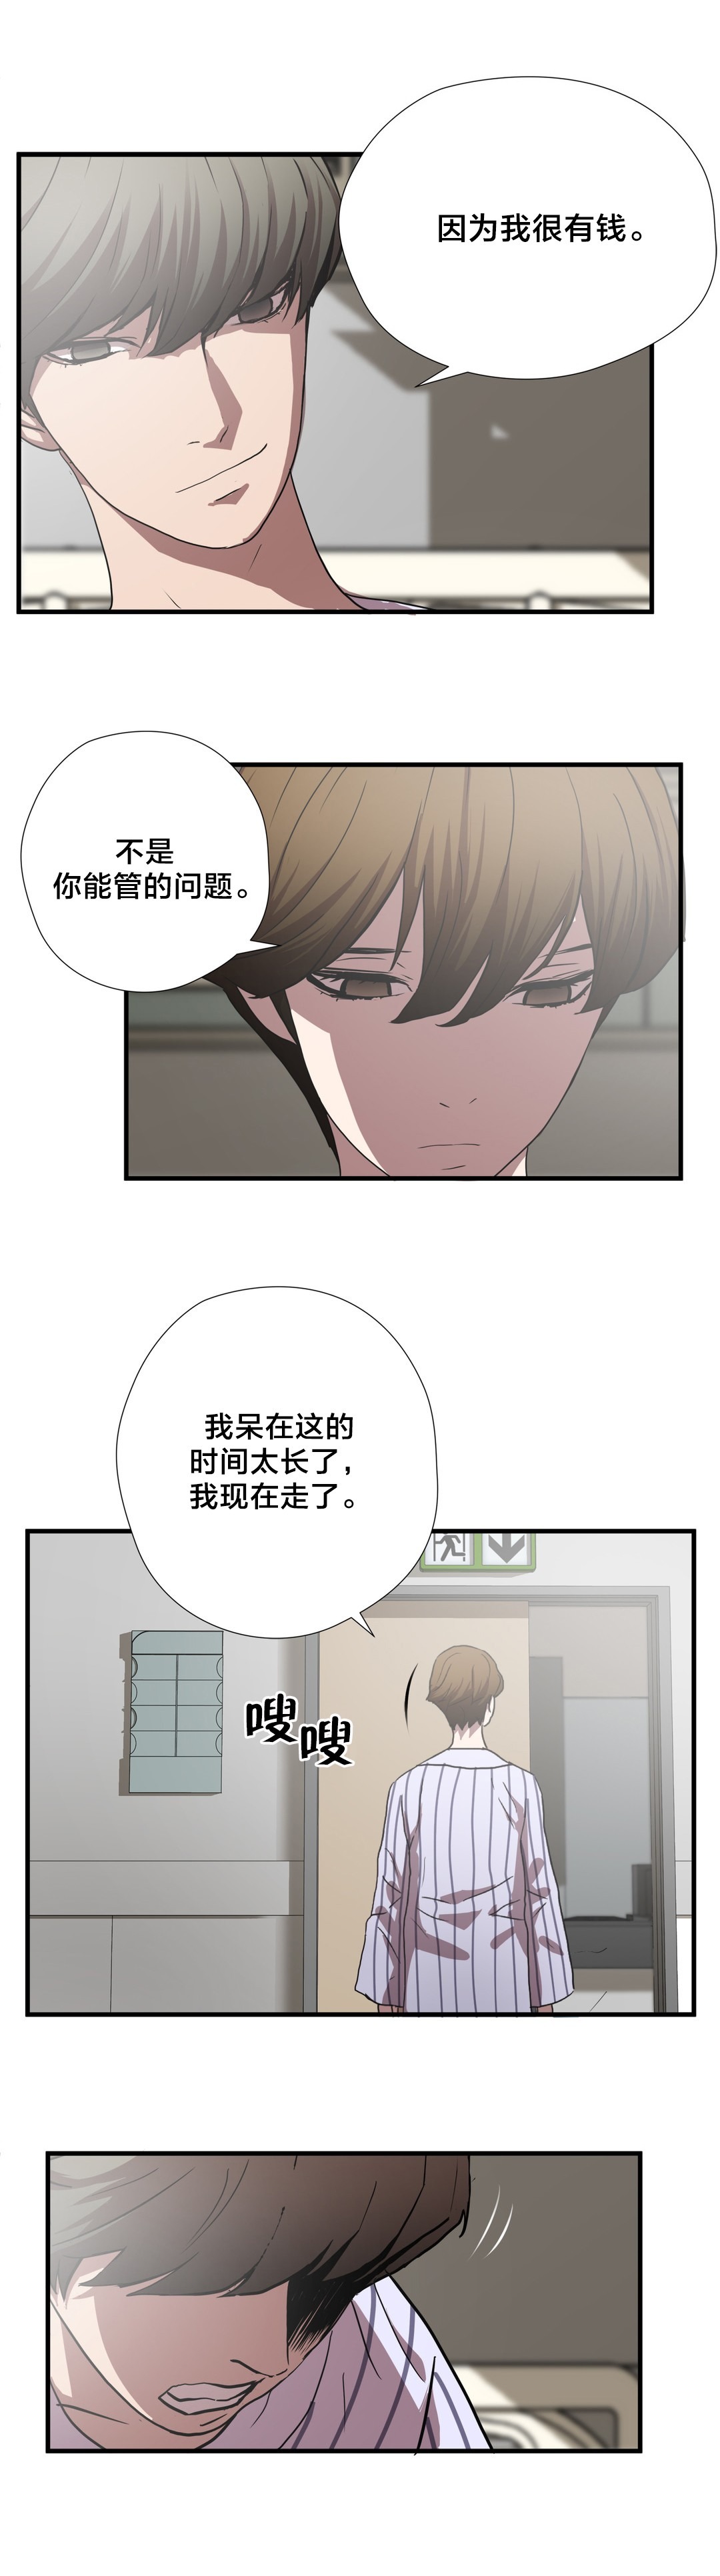 因为我很有钱。
不是
你能管的问题。
我呆在这的
时间太长了，
我现在走了。
嗖嗖